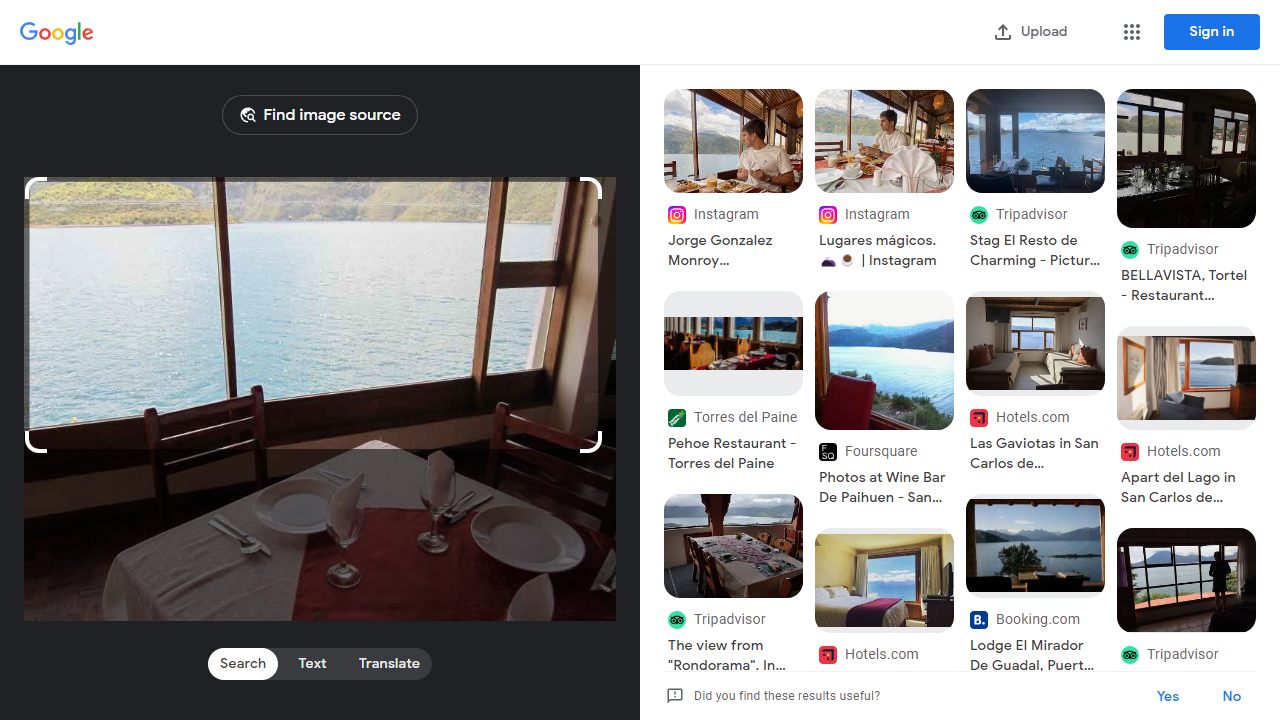 Google
Upload
Sign in
Find image source
Search
Text
Translate
Instagram
Jorge Gonzalez
Monroy...
Instagram
Lugares mágicos.
| Instagram
Tripadvisor
Stag El Resto de
Charming - Pictur...
Tripadvisor
BELLAVISTA, Tortel
- Restaurant...
Torres del Paine
Pehoe Restaurant -
Torres del Paine
FSQ
Foursquare
Photos at Wine Bar
De Paihuen - San...
Hotels.com
Las Gaviotas in San
Carlos de...
Hotels.com
Apart del Lago in
San Carlos de...
Tripadvisor
The view from
"Rondorama". In...
Hotels.com
B.
Booking.com
Lodge El Mirador
De Guadal, Puert...
Tripadvisor
Did you find these results useful?
Yes
No